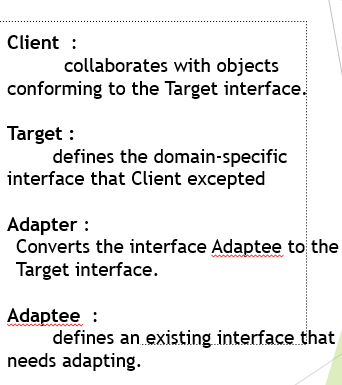 Client :
collaborates with objects
conforming to the Target interface.
Target :
defines the domain-specific
interface that Client excepted
Adapter :
Converts the interface Adaptee to the
Target interface.
Adaptee :
defines an existing interface that
needs adapting.